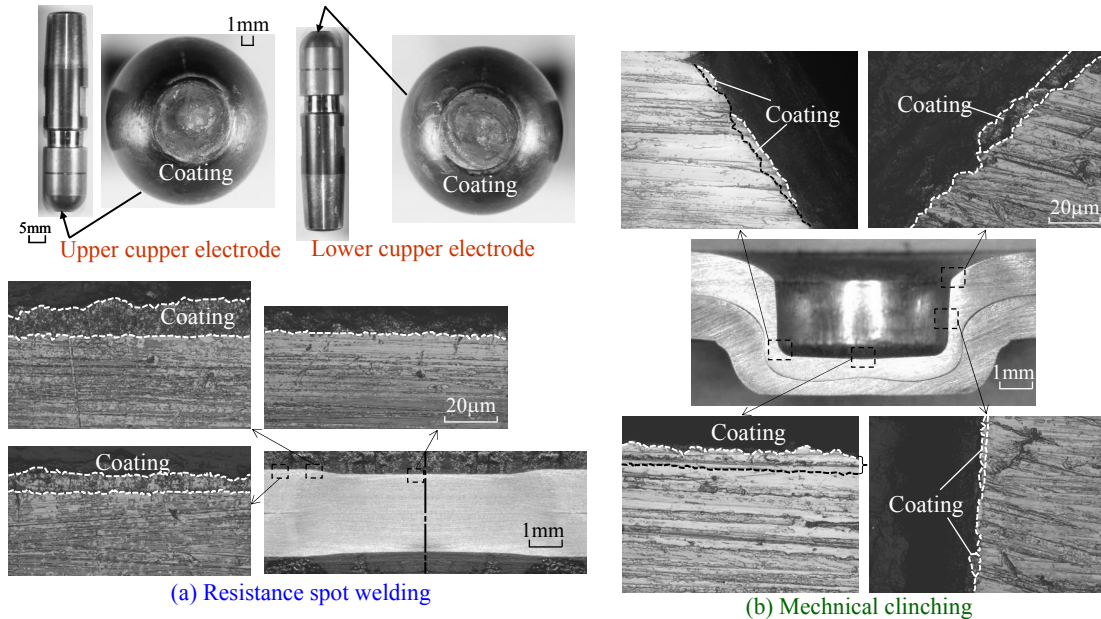 1mm
Coating
Coating
5mm
Upper cupper electrode
Lower cupper electrode
Coating
20µm
Coating
1mm
(a) Resistance spot welding
Coating
Coating
20µm
1mm
Coating
Coating
(b) Mechnical clinching